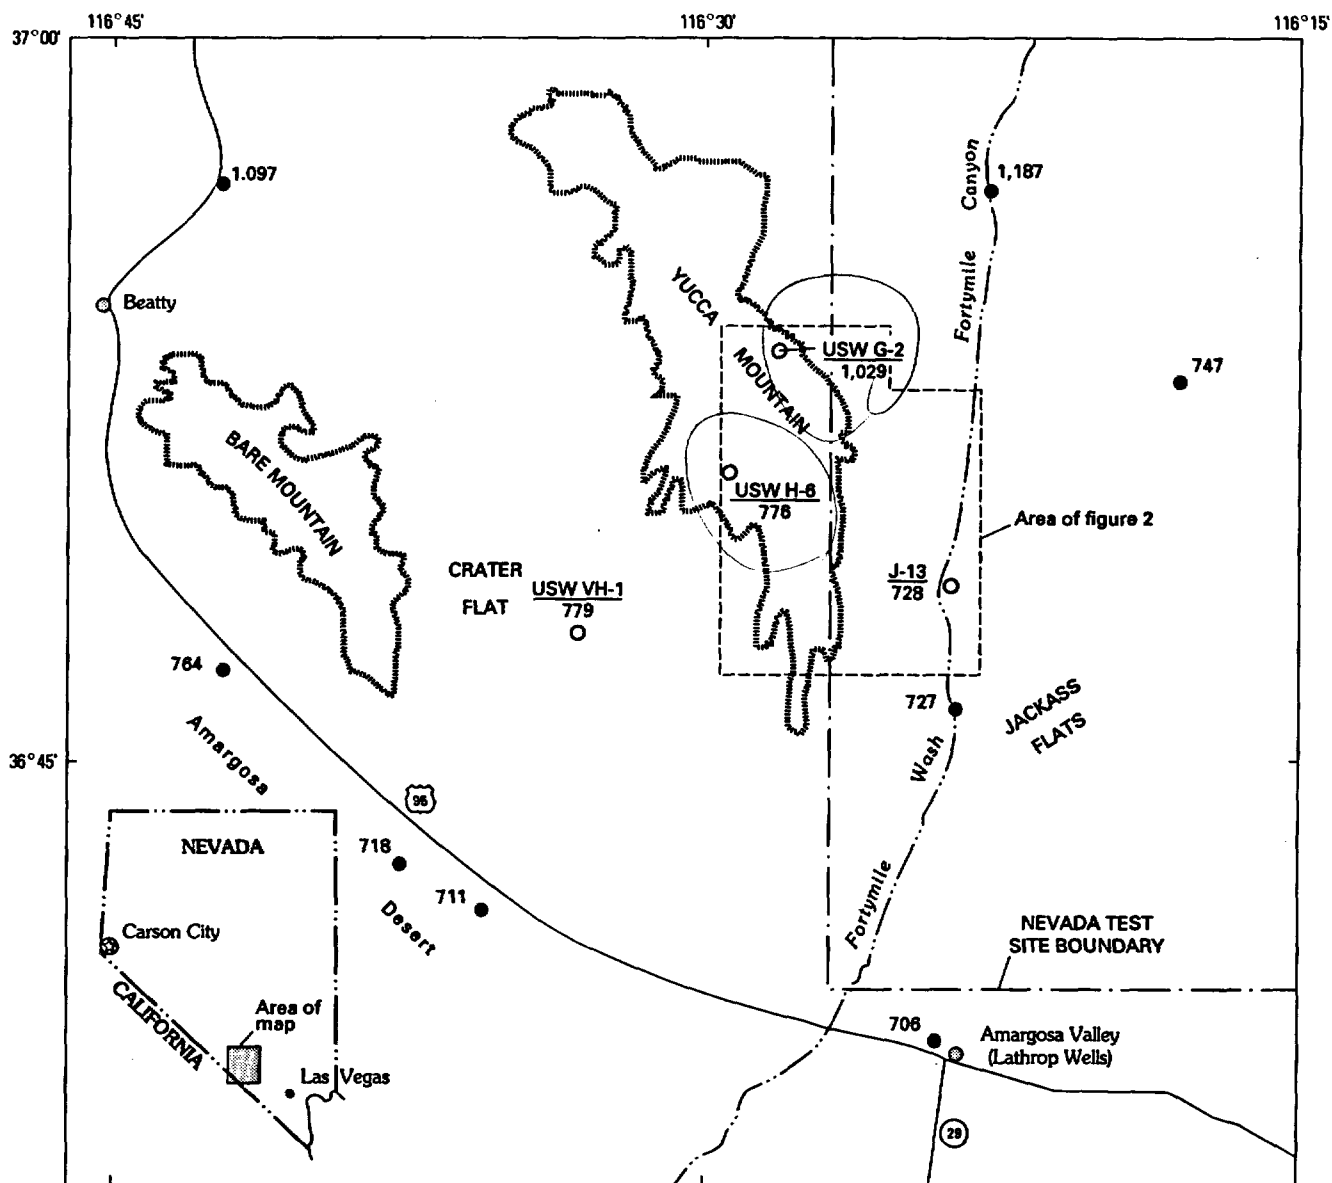 116°45'
116°30'
116°15'
37°00'
1.097
Canyon
1,187
Fortymile
Beatty
YUCCA
MOUNTAIN
USW G-2
1,029
747
BARE MOUNTAIN
USW H-6
776
Area of figure 2
CRATER
FLAT
USW VH-1
779
J-13
728
764
727
JACKASS
FLATS
Amargosa
Wash
36°45'
95
NEVADA
718
711
Desert
Fortymile
Carson City
NEVADA TEST
SITE BOUNDARY
CALIFORNIA
Area of
map
706
Amargosa Valley
(Lathrop Wells)
Las Vegas
29